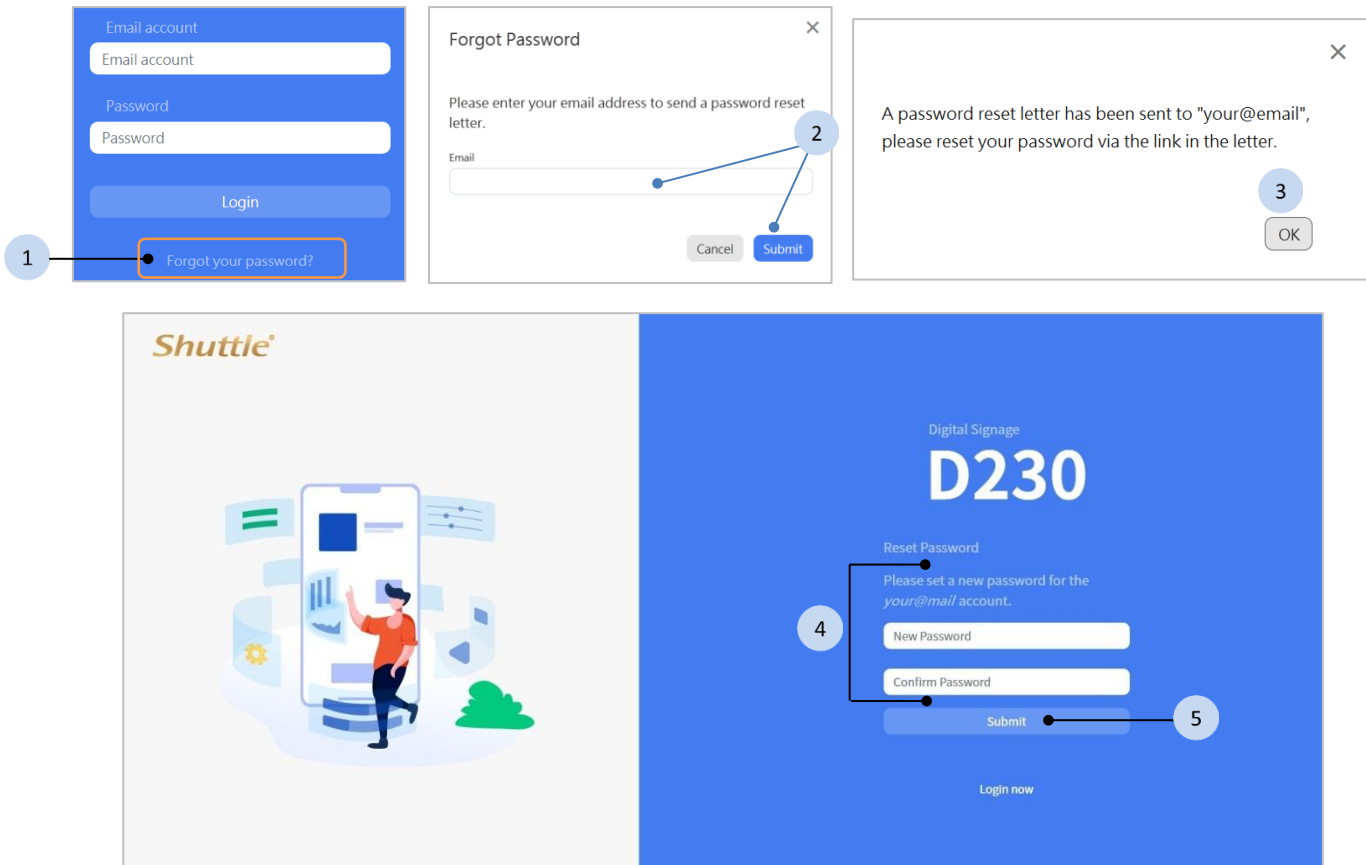 Email account
Email account
Password
Password
Login
1
Forgot your password?
Forgot Password
Please enter your email address to send a password reset
letter.
2
Email
Cancel
Submit
A password reset letter has been sent to "your@email",
please reset your password via the link in the letter.
3
OK
Shuttle®
Digital Signage
D230
Reset Password
Please set a new password for the
your@mail account.
4
New Password
Confirm Password
Submit
5
Login now